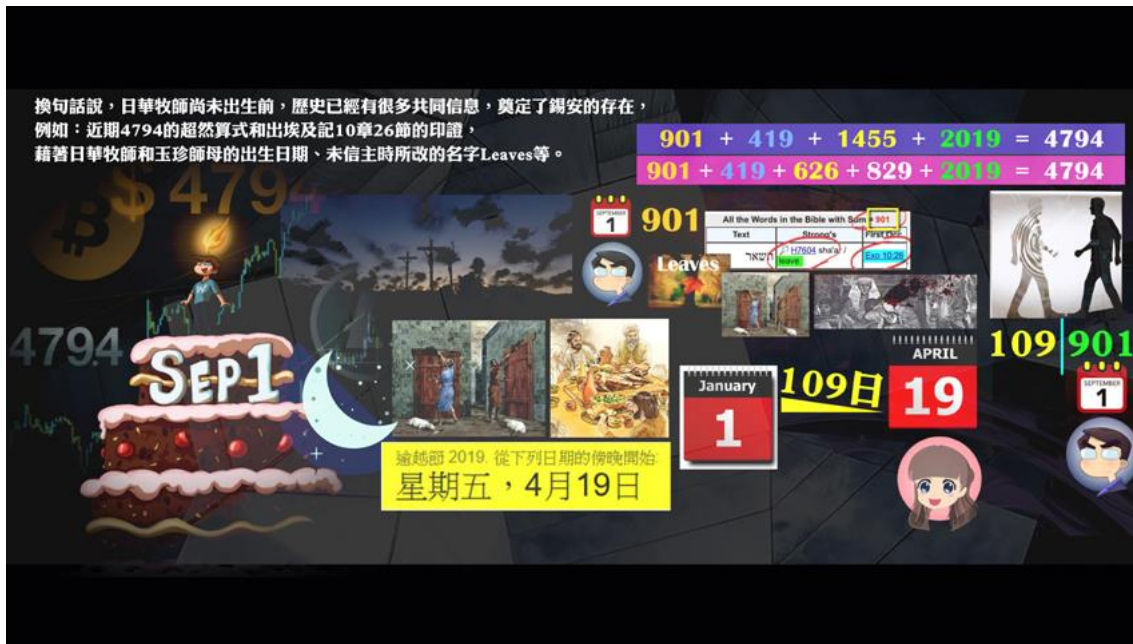 換句話說，日華牧師尚未出生前，歷史已經有很多共同信息，奠定了錫安的存在，
例如：近期4794的超然算式和出埃及記10章26節的印證，
藉著日華牧師和玉珍師母的出生日期、未信主時所改的名字Leaves等。
901 + 419 + 1455 + 2019 = 4794
901 + 419 + 626 + 829 + 2019 = 4794
$ 4794
SEPTEMBER
1
901
All the Words in the Bible with Sum = 901
Text Strong's First Occ.
תשאר
H7604 sha'a /
leave
Exo 10:26
Leaves
4794
SEP 1
109 901
January
1
109日
APRIL
19
SEPTEMBER
1
逾越節 2019. 從下列日期的傍晚開始:
星期五，4月19日